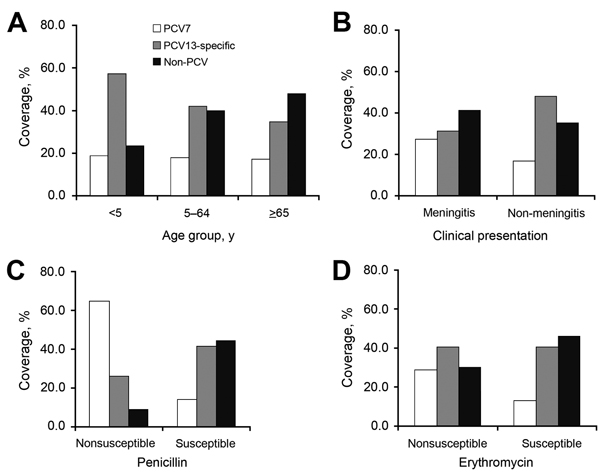 A
PCV7
PCV13-specific
Non-PCV
Coverage, %
80.0
60.0
40.0
20.0
0.0
<5
5–64
≥65
Age group, y
B
Coverage, %
80.0
60.0
40.0
20.0
0.0
Meningitis
Non-meningitis
Clinical presentation
C
Coverage, %
80.0
60.0
40.0
20.0
0.0
Nonsusceptible
Susceptible
Penicillin
D
Coverage, %
80.0
60.0
40.0
20.0
0.0
Nonsusceptible
Susceptible
Erythromycin